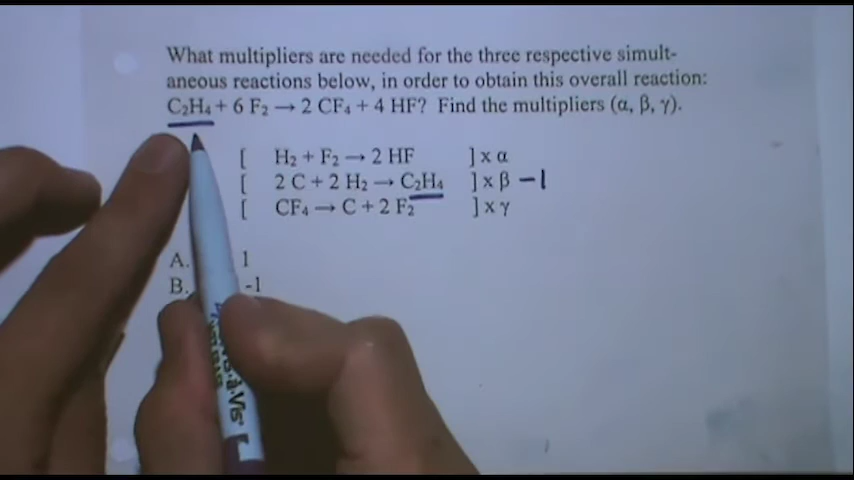 What multipliers are needed for the three respective simult-
aneous reactions below, in order to obtain this overall reaction:
C₂H₄ + 6 F₂ → 2 CF₄ + 4 HF? Find the multipliers (α, β, γ).
[ H₂ + F₂ → 2 HF ] x α
[ 2 C + 2 H₂ → C₂H₄ ] x β -1
[ CF₄ → C + 2 F₂ ] x γ
A. 1
B. -1